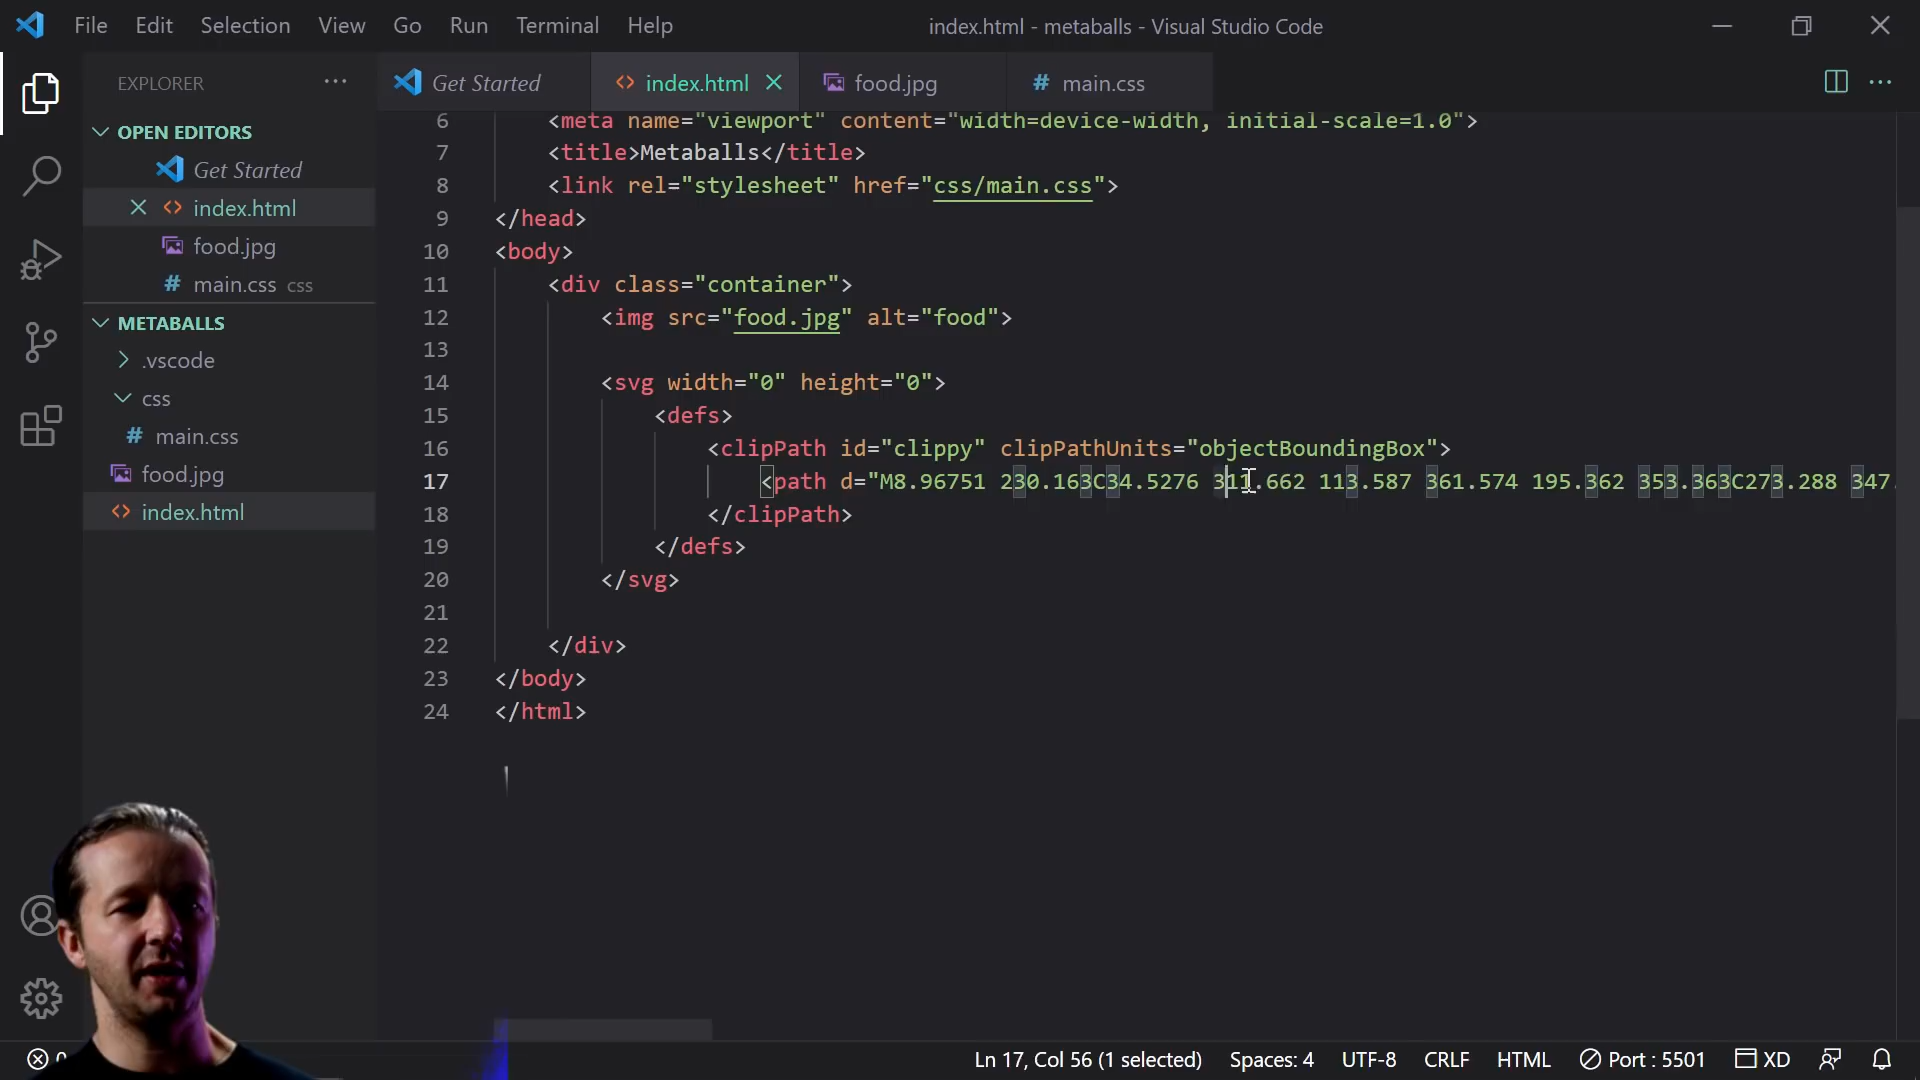 File Edit Selection View Go Run Terminal Help
index.html - metaballs - Visual Studio Code
EXPLORER
OPEN EDITORS
Get Started
index.html
food.jpg
main.css css
METABALLS
.vscode
css
main.css
food.jpg
index.html
Get Started
index.html
food.jpg
main.css
6 <meta name="viewport" content="width=device-width, initial-scale=1.0">
7 <title>Metaballs</title>
8 <link rel="stylesheet" href="css/main.css">
9 </head>
10 <body>
11 <div class="container">
12 <img src="food.jpg" alt="food">
13
14 <svg width="0" height="0">
15 <defs>
16 <clipPath id="clippy" clipPathUnits="objectBoundingBox">
17 <path d="M8.96751 230.163C34.5276 311.662 113.587 361.574 195.362 353.363C273.288 347.
18 </clipPath>
19 </defs>
20 </svg>
21
22 </div>
23 </body>
24 </html>
0
Ln 17, Col 56 (1 selected) Spaces: 4 UTF-8 CRLF HTML Port : 5501 XD